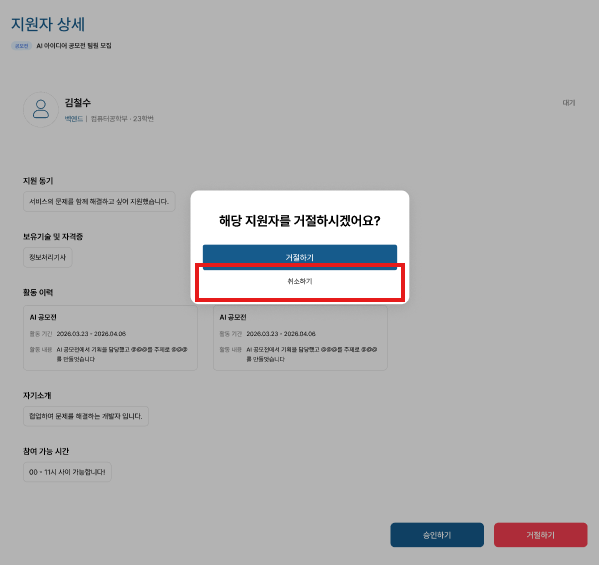 지원자 상세
공모전 AI 아이디어 공모전 팀원 모집
김철수
대기
백엔드 | 컴퓨터공학부 · 23학번
지원 동기
서비스의 문제를 함께 해결하고 싶어 지원했습니다.
해당 지원자를 거절하시겠어요?
거절하기
취소하기
보유기술 및 자격증
정보처리기사
활동 이력
AI 공모전
활동 기간 2026.03.23 - 2026.04.06
활동 내용 AI 공모전에서 기획을 담당했고 @@@를 주제로 @@@
를 만들엇습니다
AI 공모전
활동 기간 2026.03.23 - 2026.04.06
활동 내용 AI 공모전에서 기획을 담당했고 @@@를 주제로 @@@
를 만들엇습니다
자기소개
협업하여 문제를 해결하는 개발자 입니다.
참여 가능 시간
00 - 11시 사이 가능합니다!
승인하기
거절하기